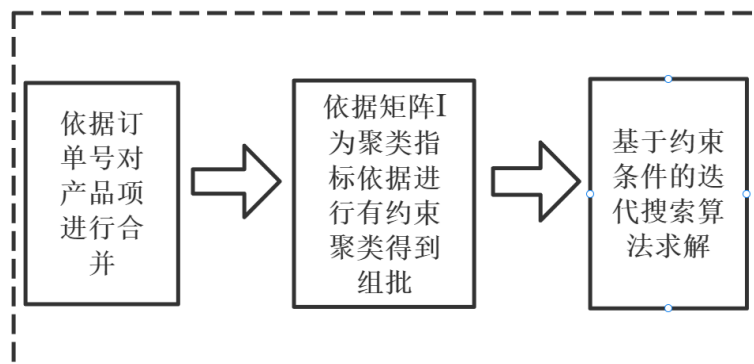 依据订
单号对
产品项
进行合
并
依据矩阵I
为聚类指
标依据进
行有约束
聚类得到
组批
基于约束
条件的迭
代搜索算
法求解